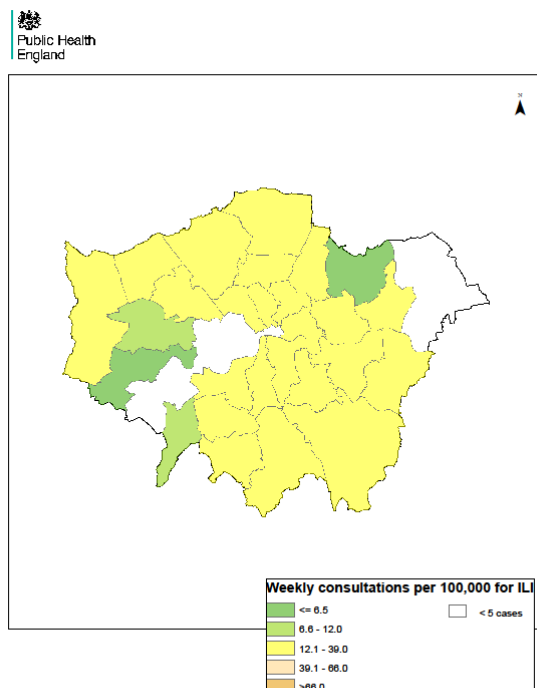 Public Health
England
N
Weekly consultations per 100,000 for ILI
<= 6.5
< 5 cases
6.6 - 12.0
12.1 - 39.0
39.1 - 66.0
>66.0